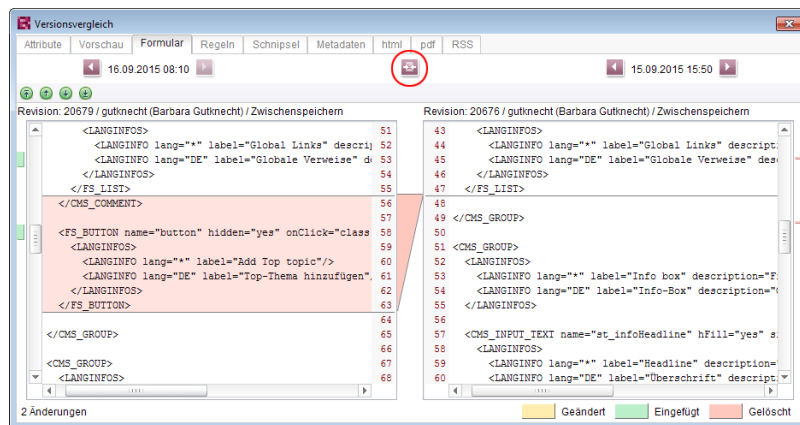 Versionsvergleich
Attribute Vorschau Formular Regeln Schnipsel Metadaten html pdf RSS
16.09.2015 08:10 15.09.2015 15:50
Revision: 20679 / gutknecht (Barbara Gutknecht) / Zwischenspeichern
<LANGINFOS> 51
<LANGINFO lang="*" label="Global Links" descri 52
<LANGINFO lang="DE" label="Globale Verweise" d 53
</LANGINFOS> 54
</FS_LIST> 55
</CMS_COMMENT> 56
57
<FS_BUTTON name="button" hidden="yes" onClick="class 58
<LANGINFOS> 59
<LANGINFO lang="*" label="Add Top topic"/> 60
<LANGINFO lang="DE" label="Top-Thema hinzufügen" 61
</LANGINFOS> 62
</FS_BUTTON> 63
64
</CMS_GROUP> 65
66
<CMS_GROUP> 67
<LANGINFOS> 68
Revision: 20676 / gutknecht (Barbara Gutknecht) / Zwischenspeichern
43 <LANGINFOS>
44 <LANGINFO lang="*" label="Global Links" descript
45 <LANGINFO lang="DE" label="Globale Verweise" des
46 </LANGINFOS>
47 </FS_LIST>
48
49 </CMS_GROUP>
50
51 <CMS_GROUP>
52 <LANGINFOS>
53 <LANGINFO lang="*" label="Info box" description="F
54 <LANGINFO lang="DE" label="Info-Box" description="
55 </LANGINFOS>
56
57 <CMS_INPUT_TEXT name="st_infoHeadline" hFill="yes" s
58 <LANGINFOS>
59 <LANGINFO lang="*" label="Headline" description=
60 <LANGINFO lang="DE" label="Überschrift" descript
2 Änderungen Geändert Eingefügt Gelöscht